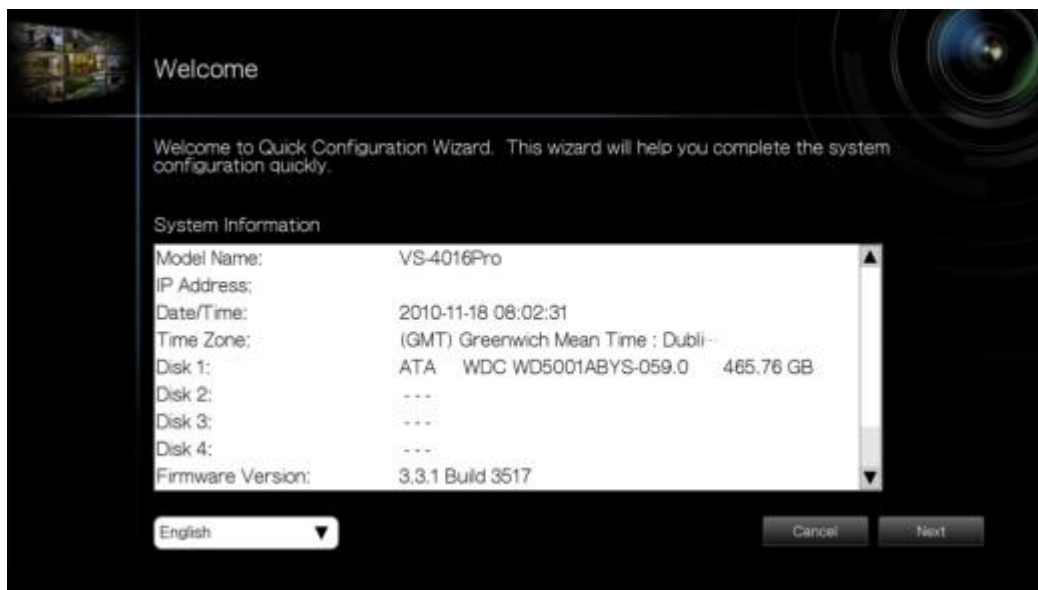 Welcome
Welcome to Quick Configuration Wizard. This wizard will help you complete the system
configuration quickly.
System Information
Model Name: VS-4016Pro
IP Address:
Date/Time: 2010-11-18 08:02:31
Time Zone: (GMT) Greenwich Mean Time : Dubli...
Disk 1: ATA WDC WD5001ABYS-059.0 465.76 GB
Disk 2: ---
Disk 3: ---
Disk 4: ---
Firmware Version: 3.3.1 Build 3517
English Cancel Next